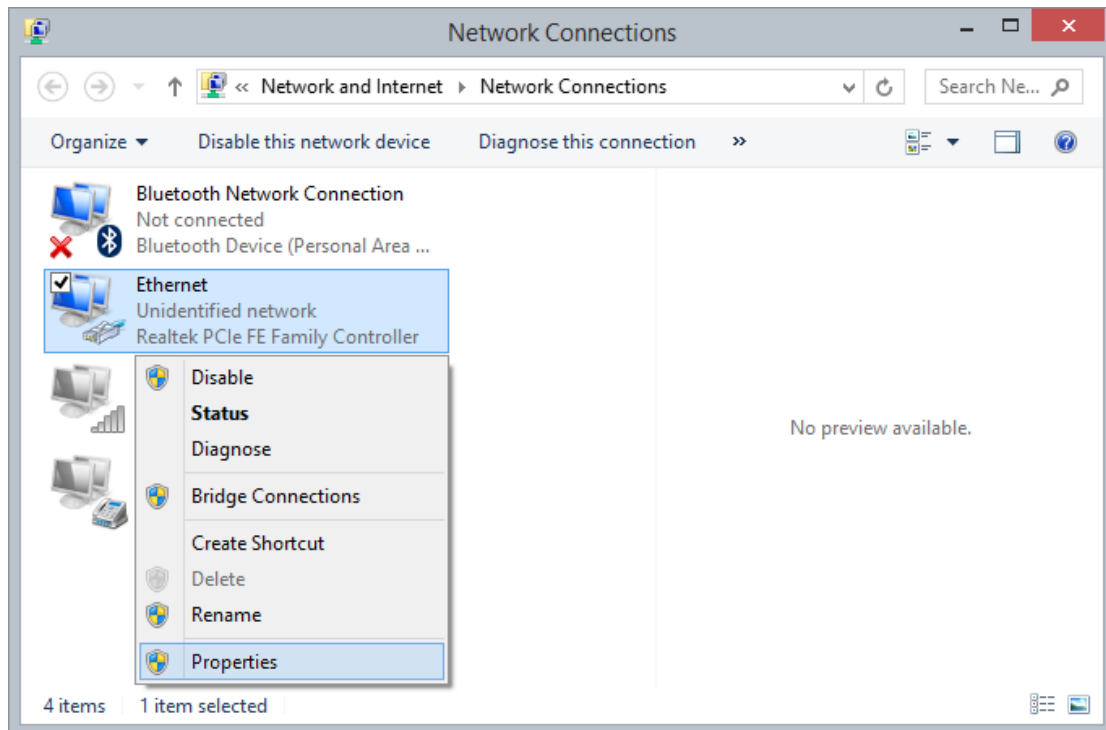 Network Connections
« Network and Internet Network Connections
Search Ne...
Organize Disable this network device Diagnose this connection »
Bluetooth Network Connection
Not connected
Bluetooth Device (Personal Area ...
Ethernet
Unidentified network
Realtek PCIe FE Family Controller
Disable
Status
Diagnose
Bridge Connections
Create Shortcut
Delete
Rename
Properties
No preview available.
4 items 1 item selected